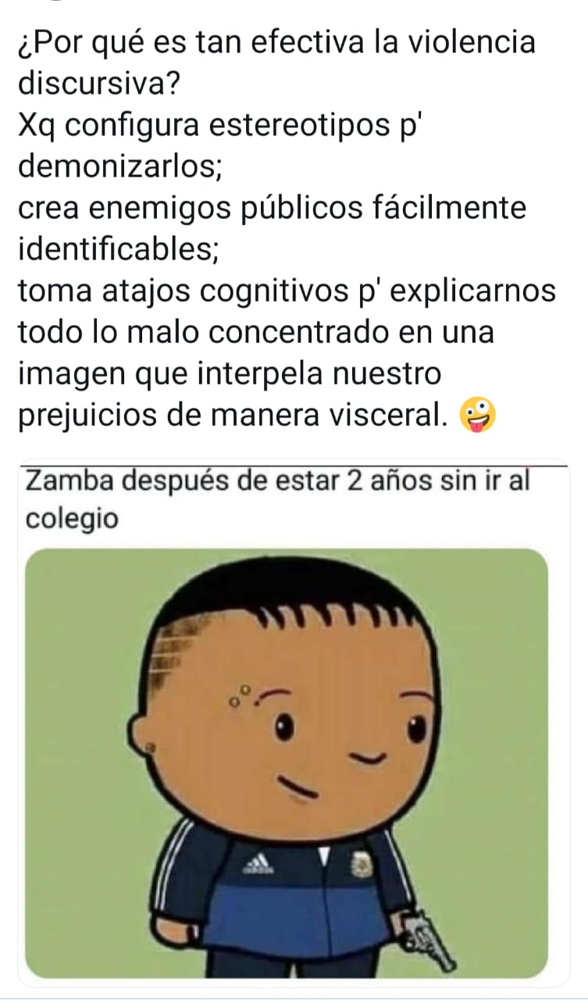 ¿Por qué es tan efectiva la violencia
discursiva?
Xq configura estereotipos p'
demonizarlos;
crea enemigos públicos fácilmente
identificables;
toma atajos cognitivos p' explicarnos
todo lo malo concentrado en una
imagen que interpela nuestro
prejuicios de manera visceral. 🤪
Zamba después de estar 2 años sin ir al
colegio
adidas